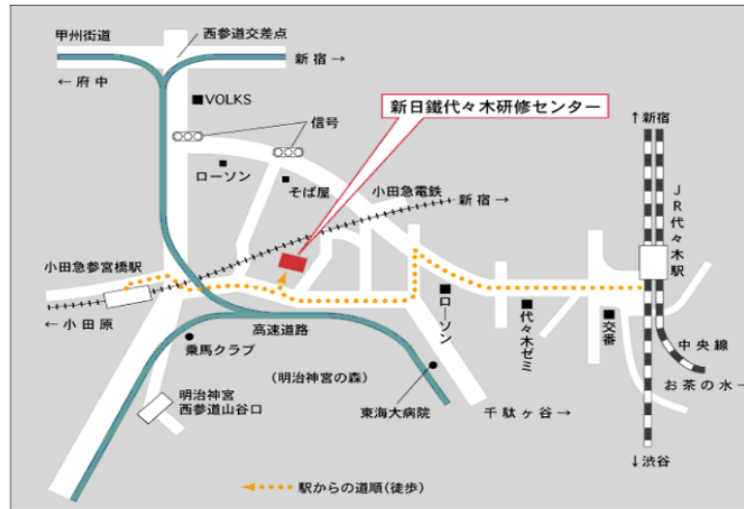 甲州街道
西参道交差点
新宿→
←府中
■VOLKS
信号
新日鐵代々木研修センター
↑新宿
ローソン
そば屋
小田急電鉄
新宿→
JR代々木駅
小田急参宮橋駅
←小田原
高速道路
乗馬クラブ
ローソン
代々木ゼミ
交番
中央線
お茶の水→
(明治神宮の森)
明治神宮
西参道山谷口
東海大病院
千駄ヶ谷→
↓渋谷
駅からの道順(徒歩)